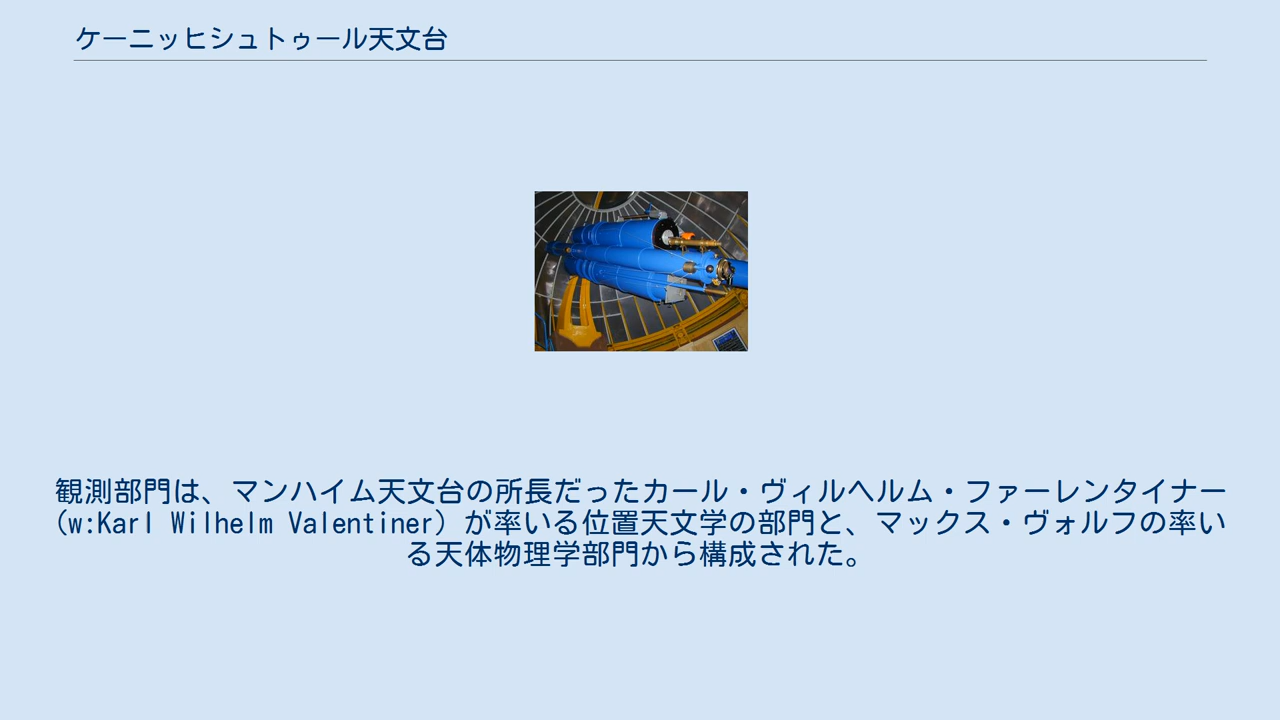 ケーニッヒシュトゥール天文台
観測部門は、マンハイム天文台の所長だったカール・ヴィルヘルム・ファーレンタイナー
(w:Karl Wilhelm Valentiner) が率いる位置天文学の部門と、マックス・ヴォルフの率い
る天体物理学部門から構成された。